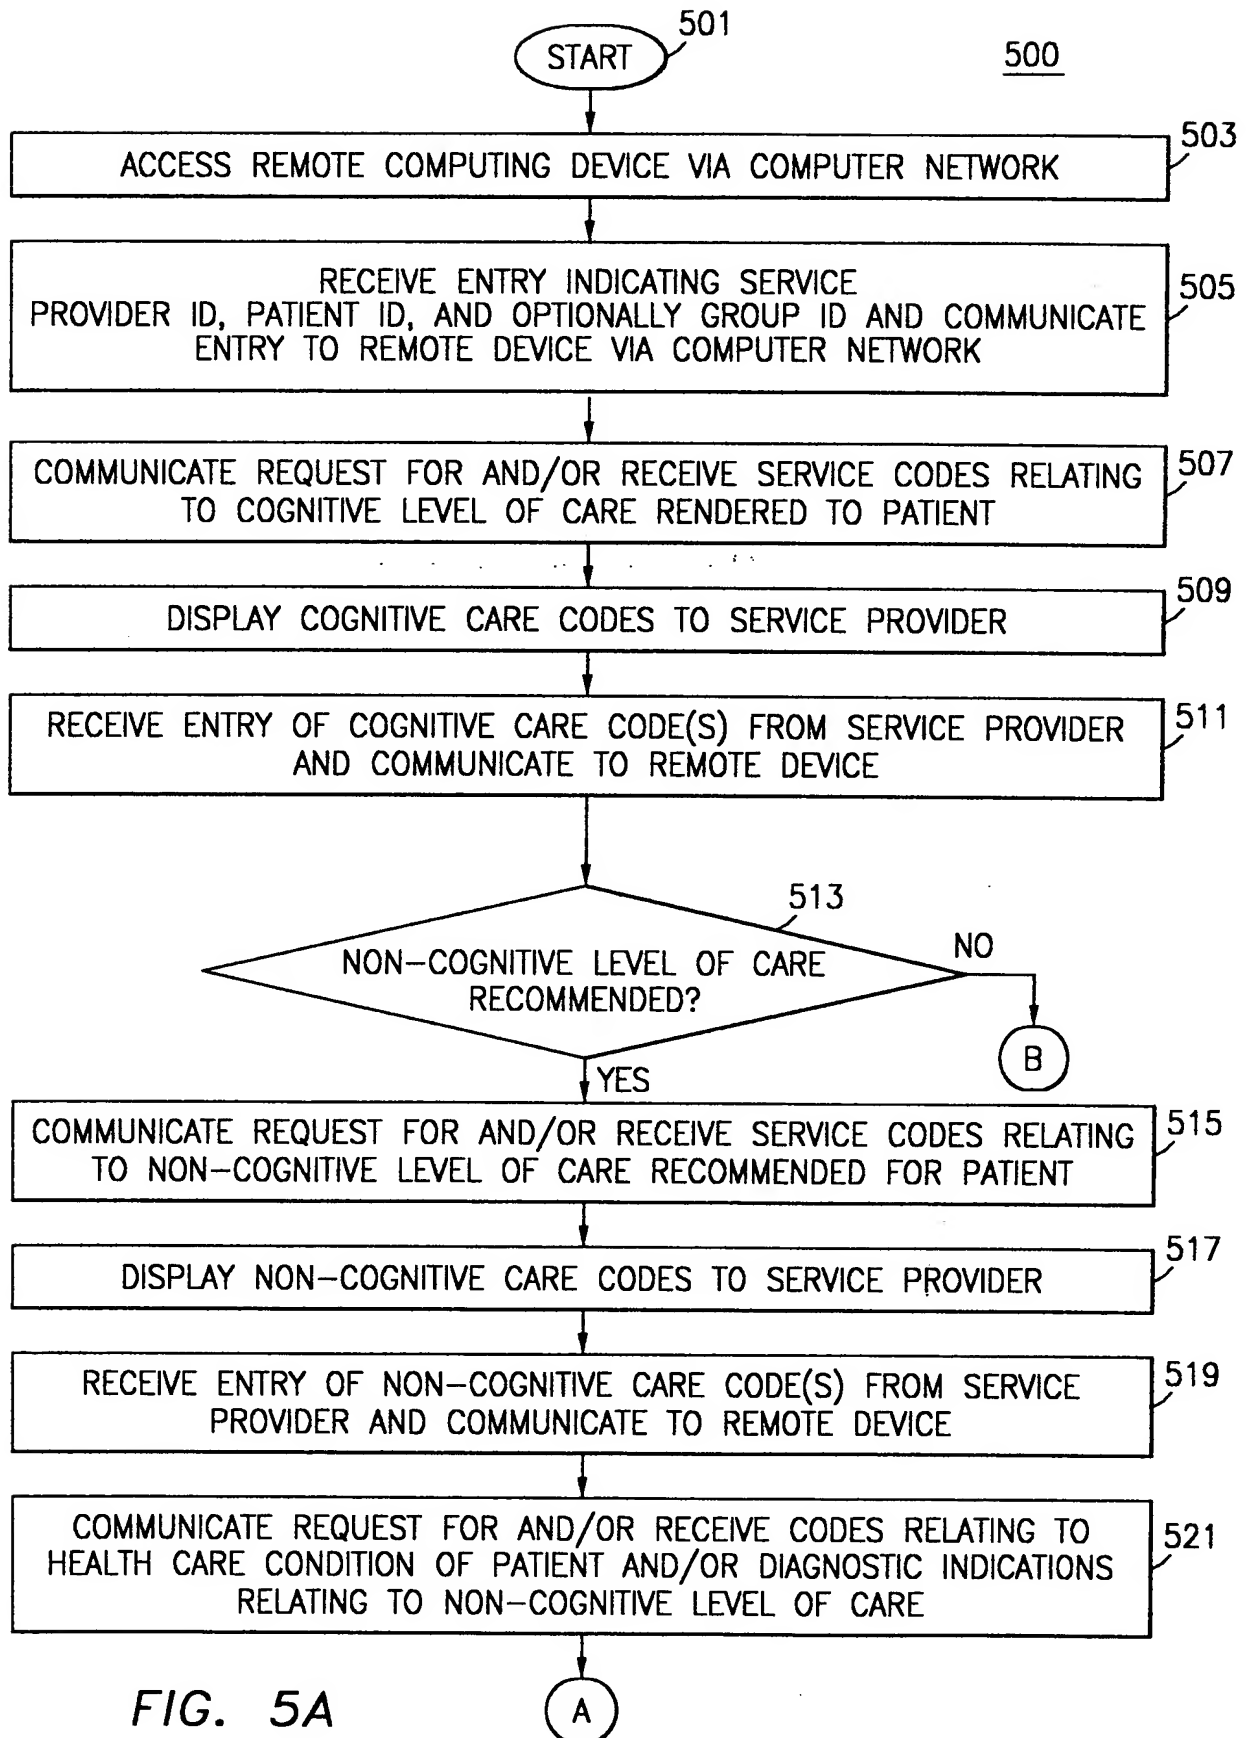 501
START
500
503
ACCESS REMOTE COMPUTING DEVICE VIA COMPUTER NETWORK
RECEIVE ENTRY INDICATING SERVICE
505
PROVIDER ID, PATIENT ID, AND OPTIONALLY GROUP ID AND COMMUNICATE
ENTRY TO REMOTE DEVICE VIA COMPUTER NETWORK
507
COMMUNICATE REQUEST FOR AND/OR RECEIVE SERVICE CODES RELATING
TO COGNITIVE LEVEL OF CARE RENDERED TO PATIENT
509
DISPLAY COGNITIVE CARE CODES TO SERVICE PROVIDER
511
RECEIVE ENTRY OF COGNITIVE CARE CODE(S) FROM SERVICE PROVIDER
AND COMMUNICATE TO REMOTE DEVICE
513
NON-COGNITIVE LEVEL OF CARE
RECOMMENDED?
NO
B
YES
515
COMMUNICATE REQUEST FOR AND/OR RECEIVE SERVICE CODES RELATING
TO NON-COGNITIVE LEVEL OF CARE RECOMMENDED FOR PATIENT
517
DISPLAY NON-COGNITIVE CARE CODES TO SERVICE PROVIDER
519
RECEIVE ENTRY OF NON-COGNITIVE CARE CODE(S) FROM SERVICE
PROVIDER AND COMMUNICATE TO REMOTE DEVICE
521
COMMUNICATE REQUEST FOR AND/OR RECEIVE CODES RELATING TO
HEALTH CARE CONDITION OF PATIENT AND/OR DIAGNOSTIC INDICATIONS
RELATING TO NON-COGNITIVE LEVEL OF CARE
A
FIG. 5A